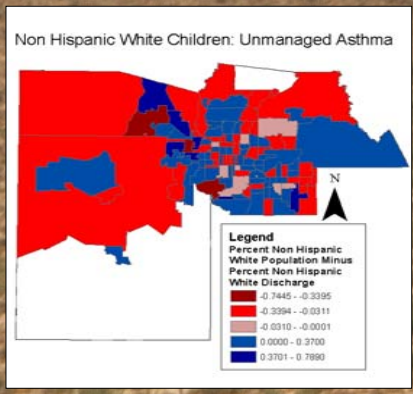 Non Hispanic White Children: Unmanaged Asthma
N
Legend
Percent Non Hispanic
White Population Minus
Percent Non Hispanic
White Discharge
-0.7445 - -0.3395
-0.3394 - -0.0311
-0.0310 - -0.0001
0.0000 - 0.3700
0.3701 - 0.7890